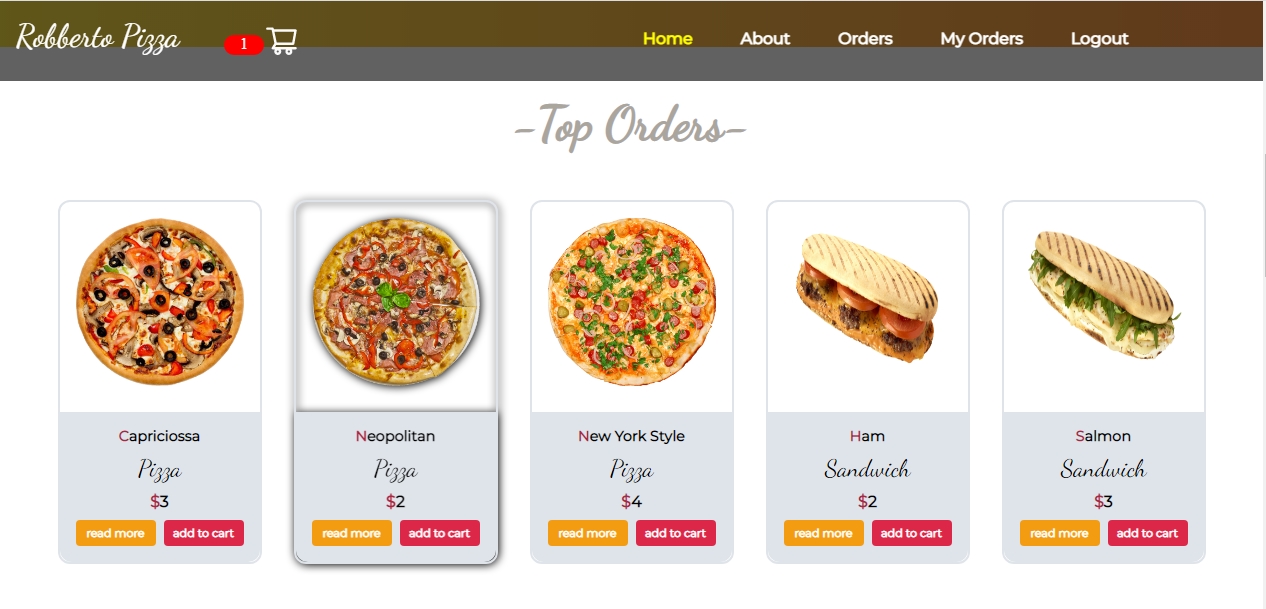 Robberto Pizza
1
Home About Orders My Orders Logout
-Top Orders-
Capriciossa
Pizza
$3
read more add to cart
Neopolitan
Pizza
$2
read more add to cart
New York Style
Pizza
$4
read more add to cart
Ham
Sandwich
$2
read more add to cart
Salmon
Sandwich
$3
read more add to cart